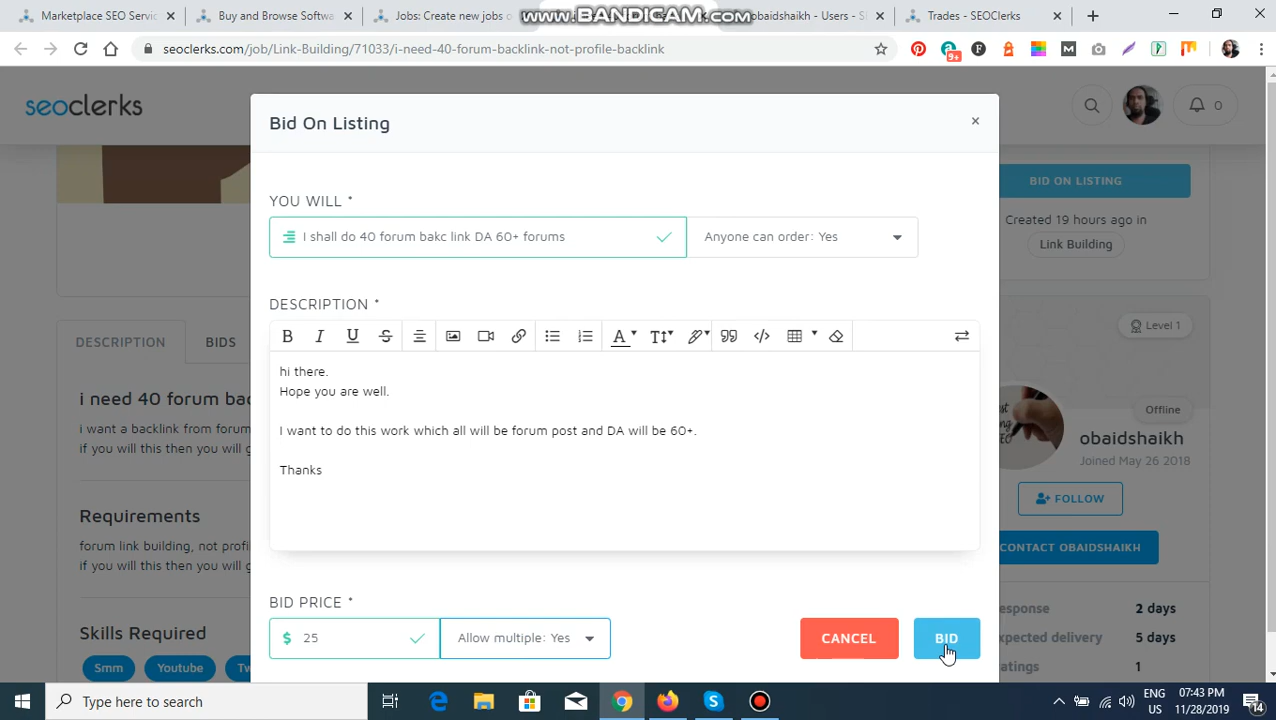 Marketplace SEO Servic
Buy and Browse Softwa
Jobs: Create new jobs o
www.BANDICAM.com
obaidshaikh - Users - S
Trades - SEOClerks
seoclerks.com/job/Link-Building/71033/i-need-40-forum-backlink-not-profile-backlink
9+
seoclerks
0
Bid On Listing
BID ON LISTING
YOU WILL *
I shall do 40 forum bakc link DA 60+ forums
Anyone can order: Yes
Created 19 hours ago in
Link Building
DESCRIPTION *
Level 1
DESCRIPTION
BIDS
hi there.
Hope you are well.
I want to do this work which all will be forum post and DA will be 60+.
Thanks
i need 40 forum bac
i want a backlink from forum
if you will this then you will g
Offline
obaidshaikh
Joined May 26 2018
FOLLOW
Requirements
forum link building, not profi
if you will this then you will g
CONTACT OBAIDSHAIKH
BID PRICE *
$ 25
Allow multiple: Yes
CANCEL
BID
esponse
2 days
xpected delivery
5 days
atings
1
Skills Required
Smm
Youtube
Tw
Type here to search
ENG
US
07:43 PM
11/28/2019
14